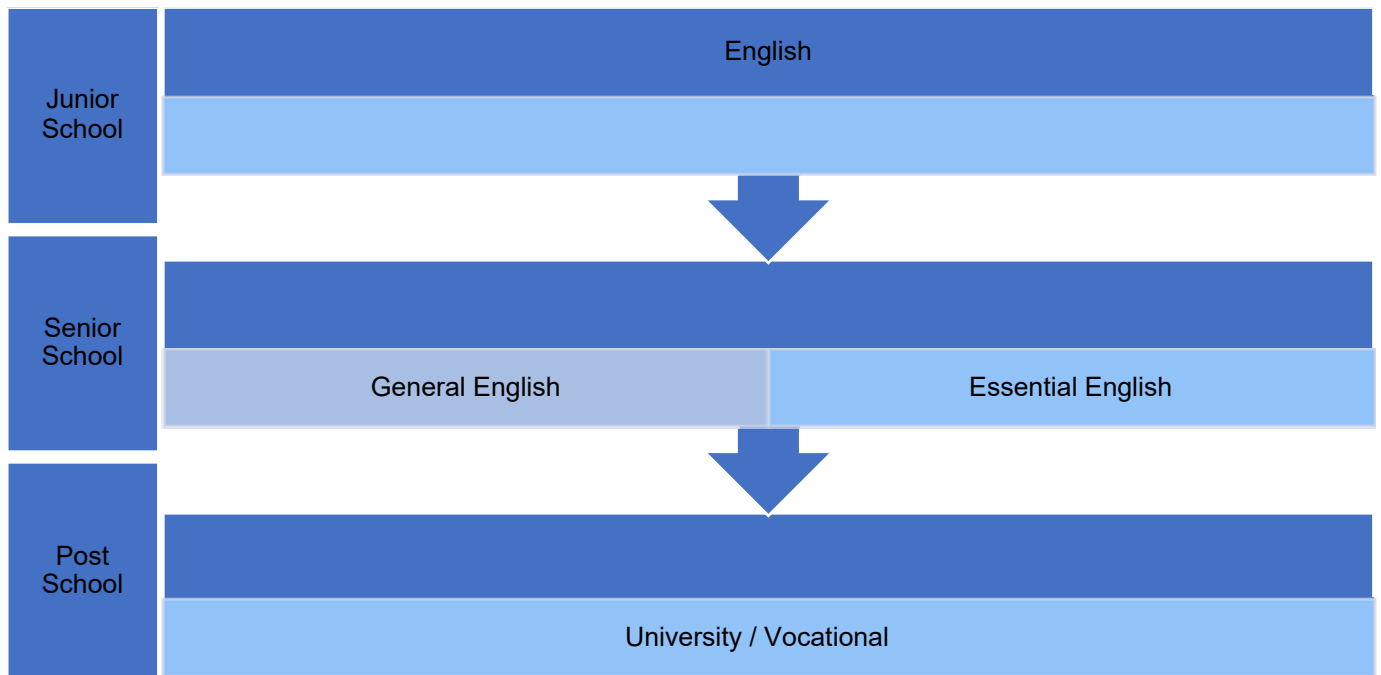 English
Junior
School
Senior
School
General English
Essential English
Post
School
University / Vocational